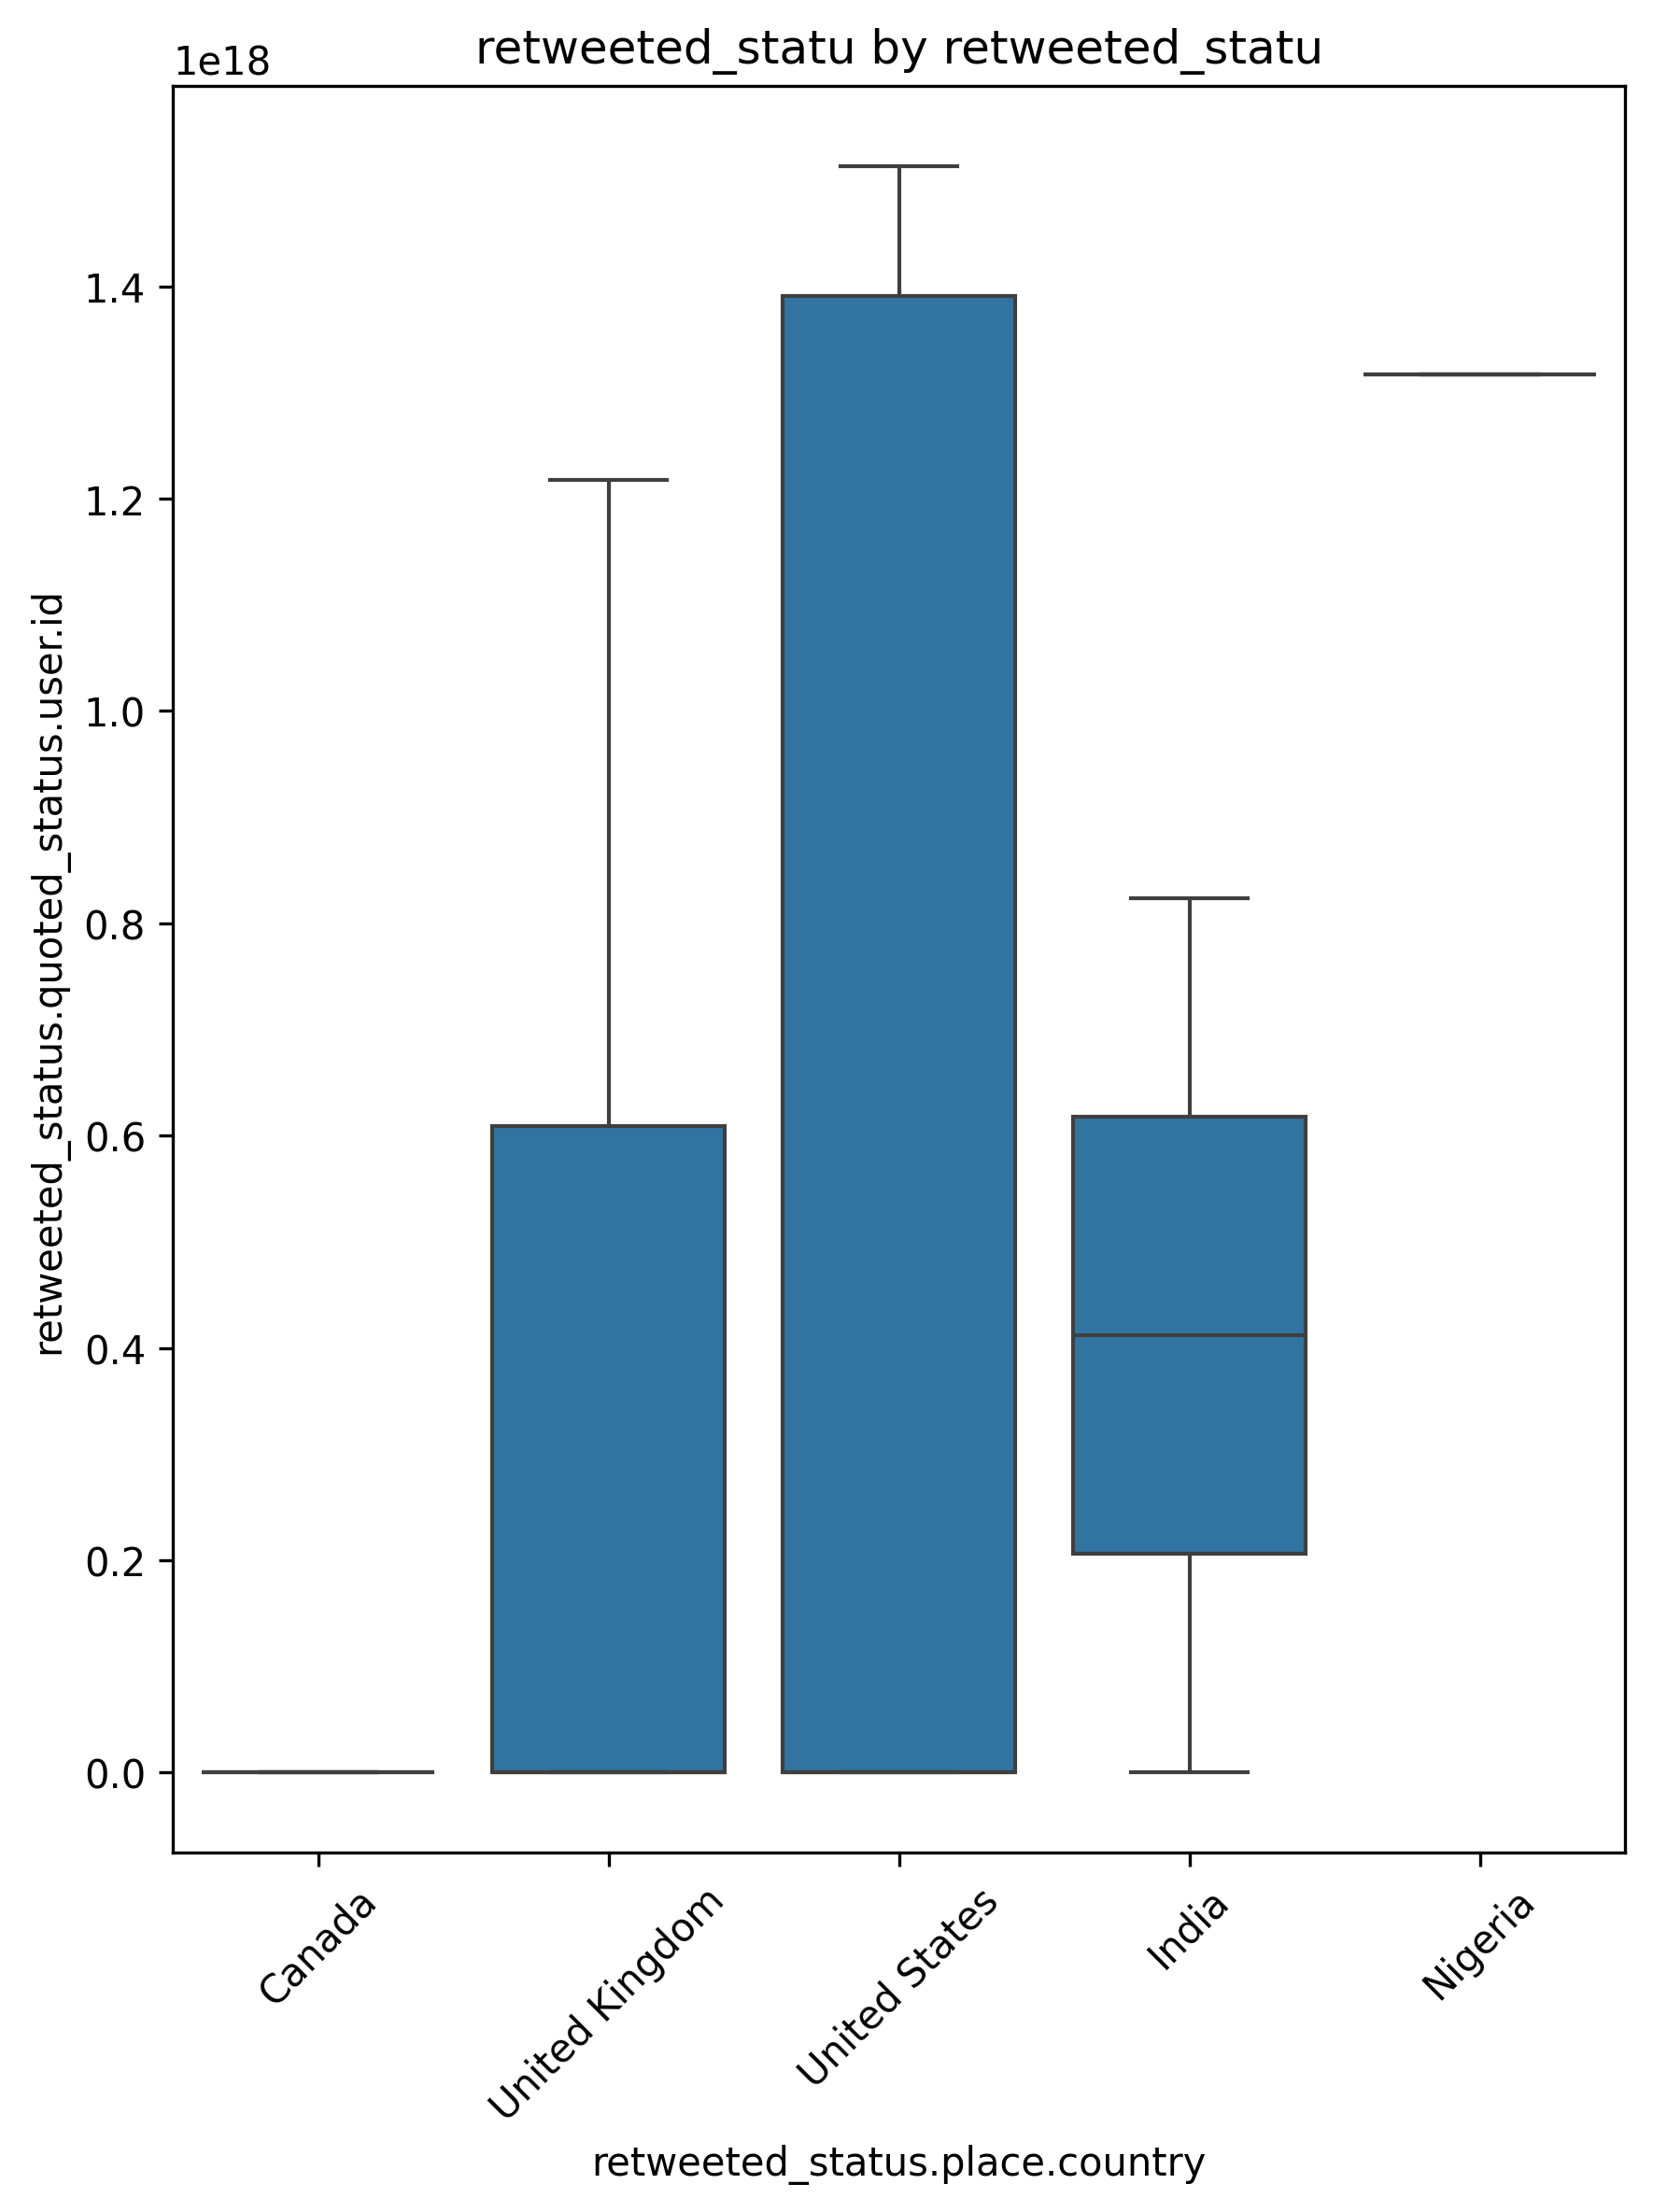 retweeted_statu by retweeted_statu
1e18
1.4
1.2
1.0
0.8
0.6
0.4
0.2
0.0
retweeted_status.quoted_status.user.id
Canada
United Kingdom
United States
India
Nigeria
retweeted_status.place.country